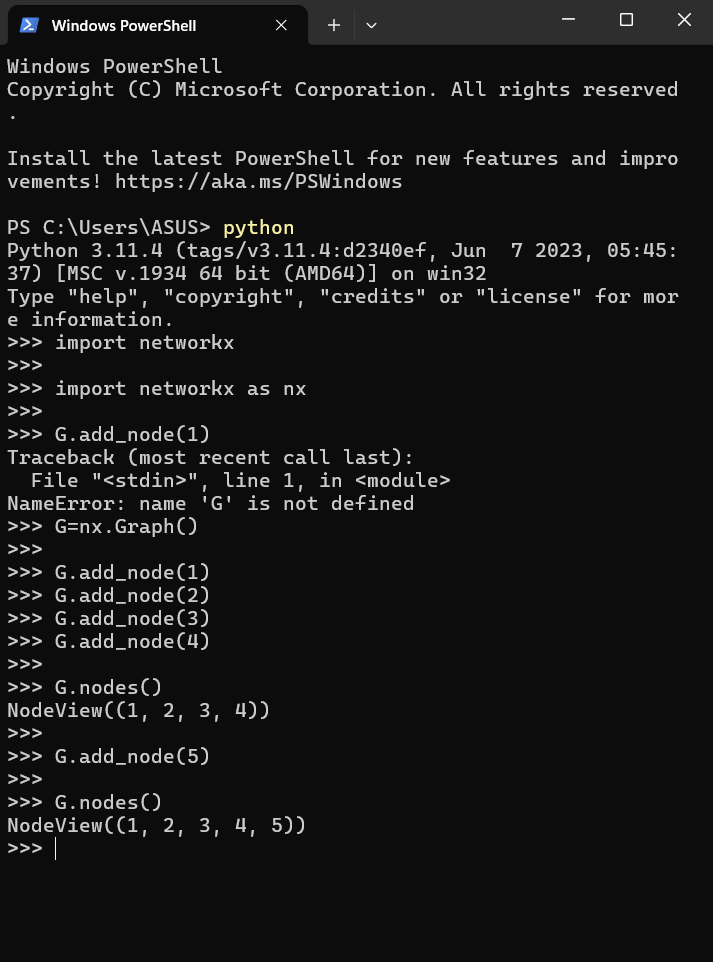 Windows PowerShell
Windows PowerShell
Copyright (C) Microsoft Corporation. All rights reserved
.
Install the latest PowerShell for new features and impro
vements! https://aka.ms/PSWindows
PS C:\Users\ASUS> python
Python 3.11.4 (tags/v3.11.4:d2340ef, Jun  7 2023, 05:45:
37) [MSC v.1934 64 bit (AMD64)] on win32
Type "help", "copyright", "credits" or "license" for mor
e information.
>>> import networkx
>>>
>>> import networkx as nx
>>>
>>> G.add_node(1)
Traceback (most recent call last):
  File "<stdin>", line 1, in <module>
NameError: name 'G' is not defined
>>> G=nx.Graph()
>>>
>>> G.add_node(1)
>>> G.add_node(2)
>>> G.add_node(3)
>>> G.add_node(4)
>>>
>>> G.nodes()
NodeView((1, 2, 3, 4))
>>>
>>> G.add_node(5)
>>>
>>> G.nodes()
NodeView((1, 2, 3, 4, 5))
>>>